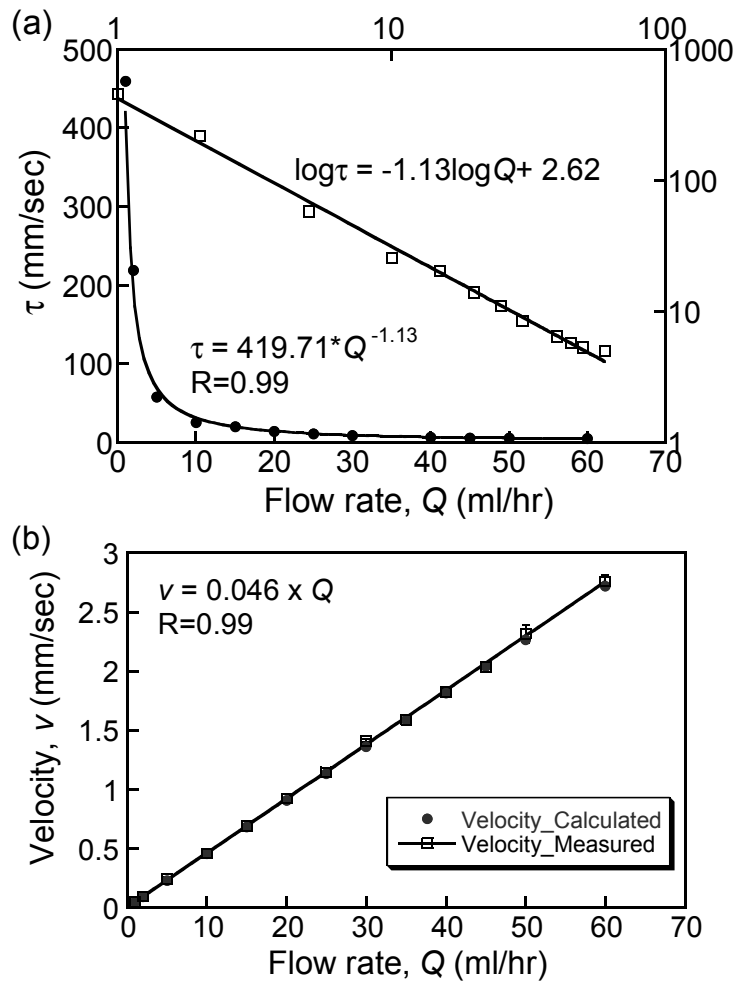 (a)
1 10 100
500 1000
400
300 100
200 10
100
0 1
τ (mm/sec)
logτ = -1.13logQ+ 2.62
τ = 419.71*Q^-1.13
R=0.99
0 10 20 30 40 50 60 70
Flow rate, Q (ml/hr)
(b)
3
2.5
2
1.5
1
0.5
0
Velocity, v (mm/sec)
v = 0.046 x Q
R=0.99
Velocity_Calculated
Velocity_Measured
0 10 20 30 40 50 60 70
Flow rate, Q (ml/hr)